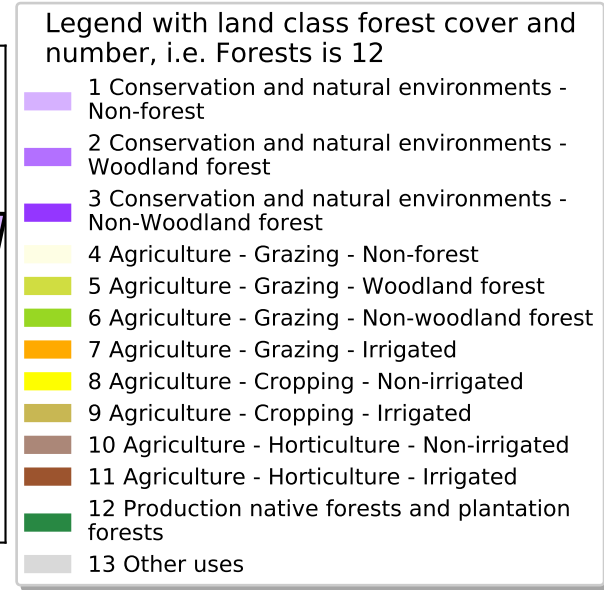 Legend with land class forest cover and
number, i.e. Forests is 12
1 Conservation and natural environments -
Non-forest
2 Conservation and natural environments -
Woodland forest
3 Conservation and natural environments -
Non-Woodland forest
4 Agriculture - Grazing - Non-forest
5 Agriculture - Grazing - Woodland forest
6 Agriculture - Grazing - Non-woodland forest
7 Agriculture - Grazing - Irrigated
8 Agriculture - Cropping - Non-irrigated
9 Agriculture - Cropping - Irrigated
10 Agriculture - Horticulture - Non-irrigated
11 Agriculture - Horticulture - Irrigated
12 Production native forests and plantation
forests
13 Other uses